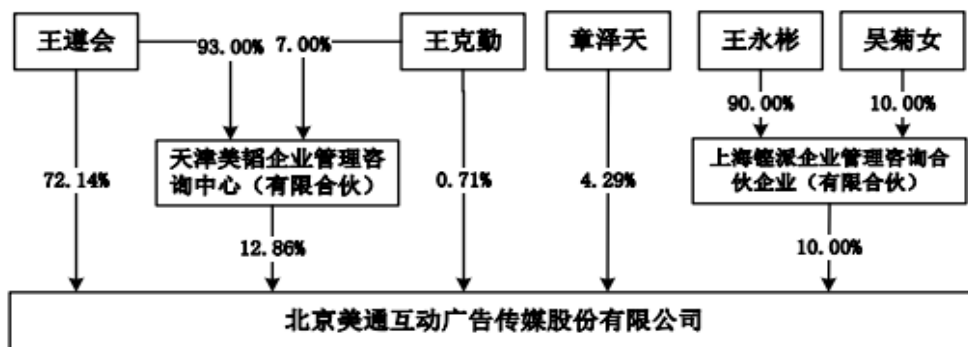 王遵会
93.00%
7.00%
王克勤
章泽天
王永彬
吴菊女
90.00%
10.00%
天津美韬企业管理咨
询中心（有限合伙）
上海铿派企业管理咨询合
伙企业（有限合伙）
72.14%
0.71%
4.29%
12.86%
10.00%
北京美通互动广告传媒股份有限公司